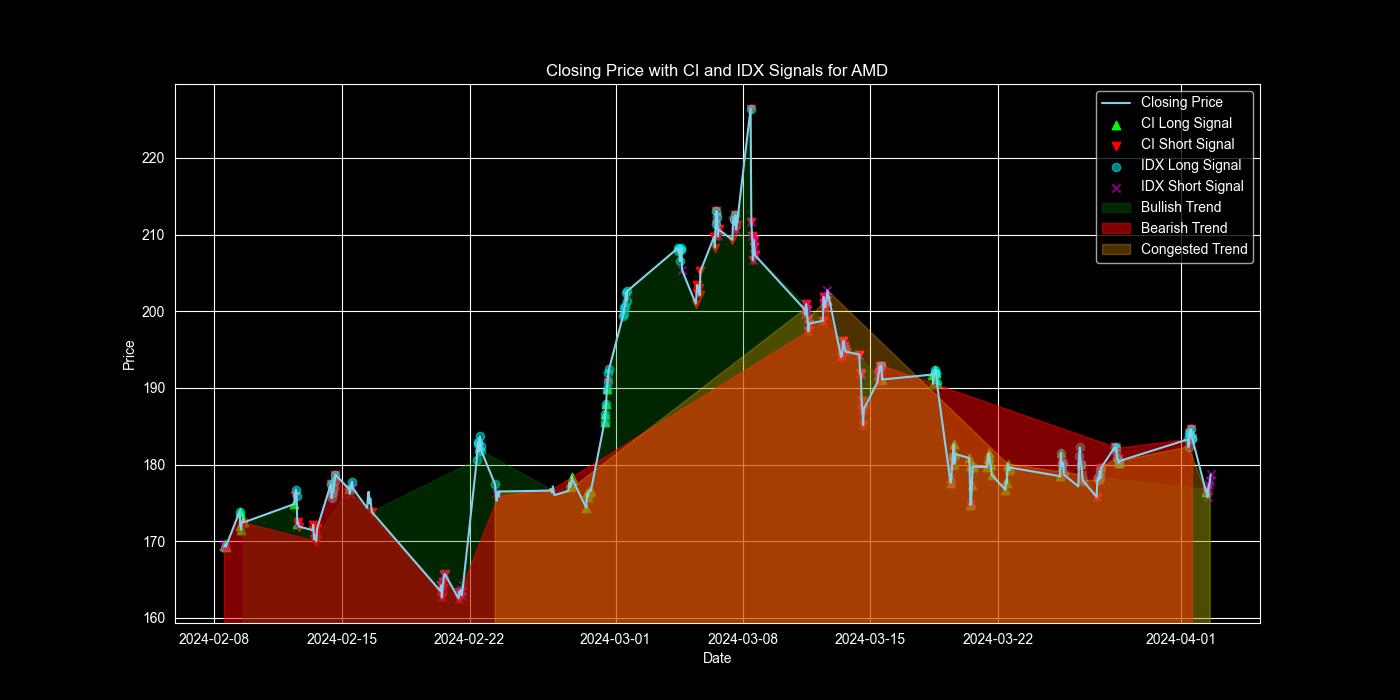 Closing Price with CI and IDX Signals for AMD
Closing Price
CI Long Signal
CI Short Signal
IDX Long Signal
IDX Short Signal
Bullish Trend
Bearish Trend
Congested Trend
Price
220
210
200
190
180
170
160
2024-02-08 2024-02-15 2024-02-22 2024-03-01 2024-03-08 2024-03-15 2024-03-22 2024-04-01
Date